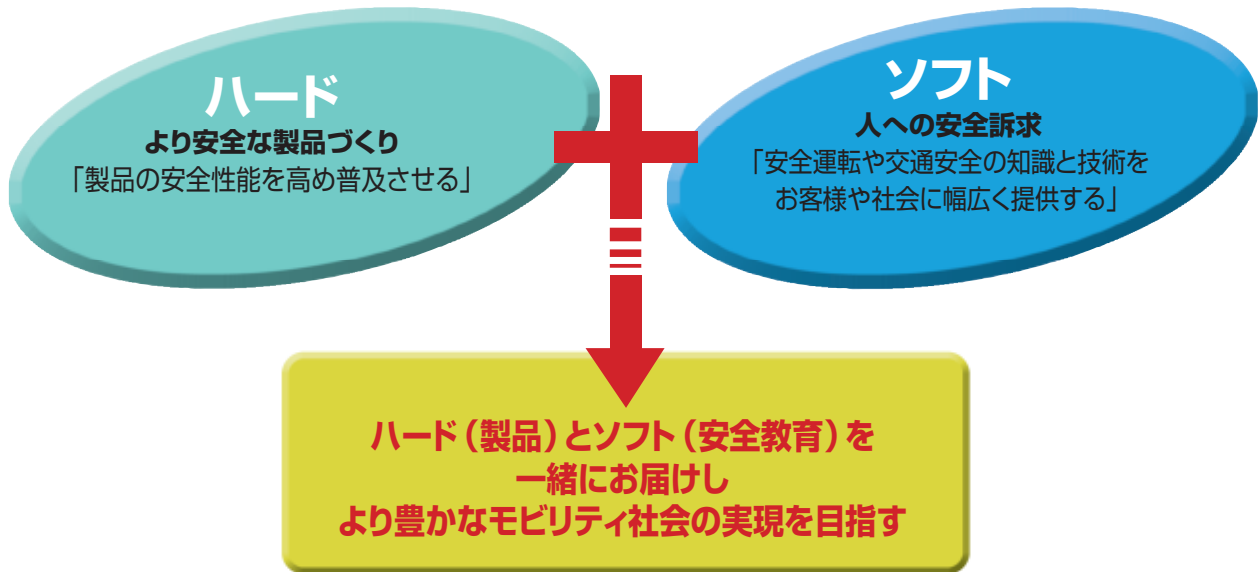 ハード
より安全な製品づくり
「製品の安全性能を高め普及させる」
ソフト
人への安全訴求
「安全運転や交通安全の知識と技術を
お客様や社会に幅広く提供する」
ハード（製品）とソフト（安全教育）を
一緒にお届けし
より豊かなモビリティ社会の実現を目指す